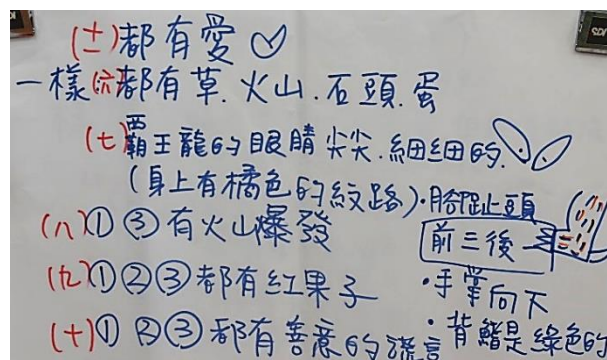 (十一)都有愛
一樣(六)都有草.火山.石頭.蛋
(七)霸王龍的眼睛尖尖.細細的.
(身上有橘色的紋路)·腳趾頭
前三後一
(八)①③有火山爆發
(九)①②③都有紅果子
·手掌向下
(十)①②③都有善意的謊言
·背鰭是綠色的